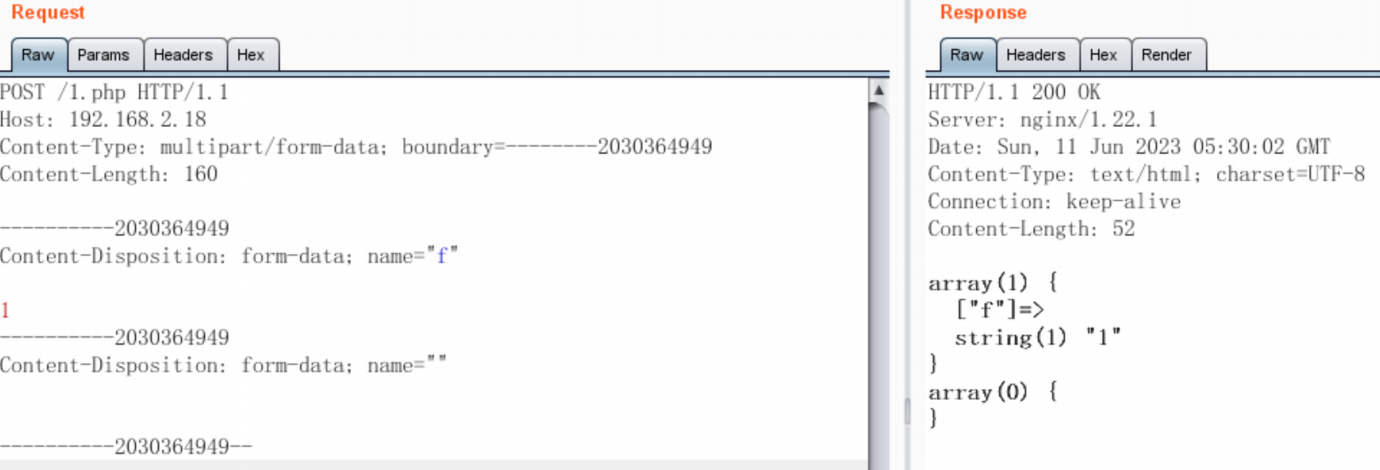 Request
Raw Params Headers Hex
POST /1.php HTTP/1.1
Host: 192.168.2.18
Content-Type: multipart/form-data; boundary=--------2030364949
Content-Length: 160
----------2030364949
Content-Disposition: form-data; name="f"
1
----------2030364949
Content-Disposition: form-data; name=""
----------2030364949--
Response
Raw Headers Hex Render
HTTP/1.1 200 OK
Server: nginx/1.22.1
Date: Sun, 11 Jun 2023 05:30:02 GMT
Content-Type: text/html; charset=UTF-8
Connection: keep-alive
Content-Length: 52
array(1) {
["f"]=>
string(1) "1"
}
array(0) {
}